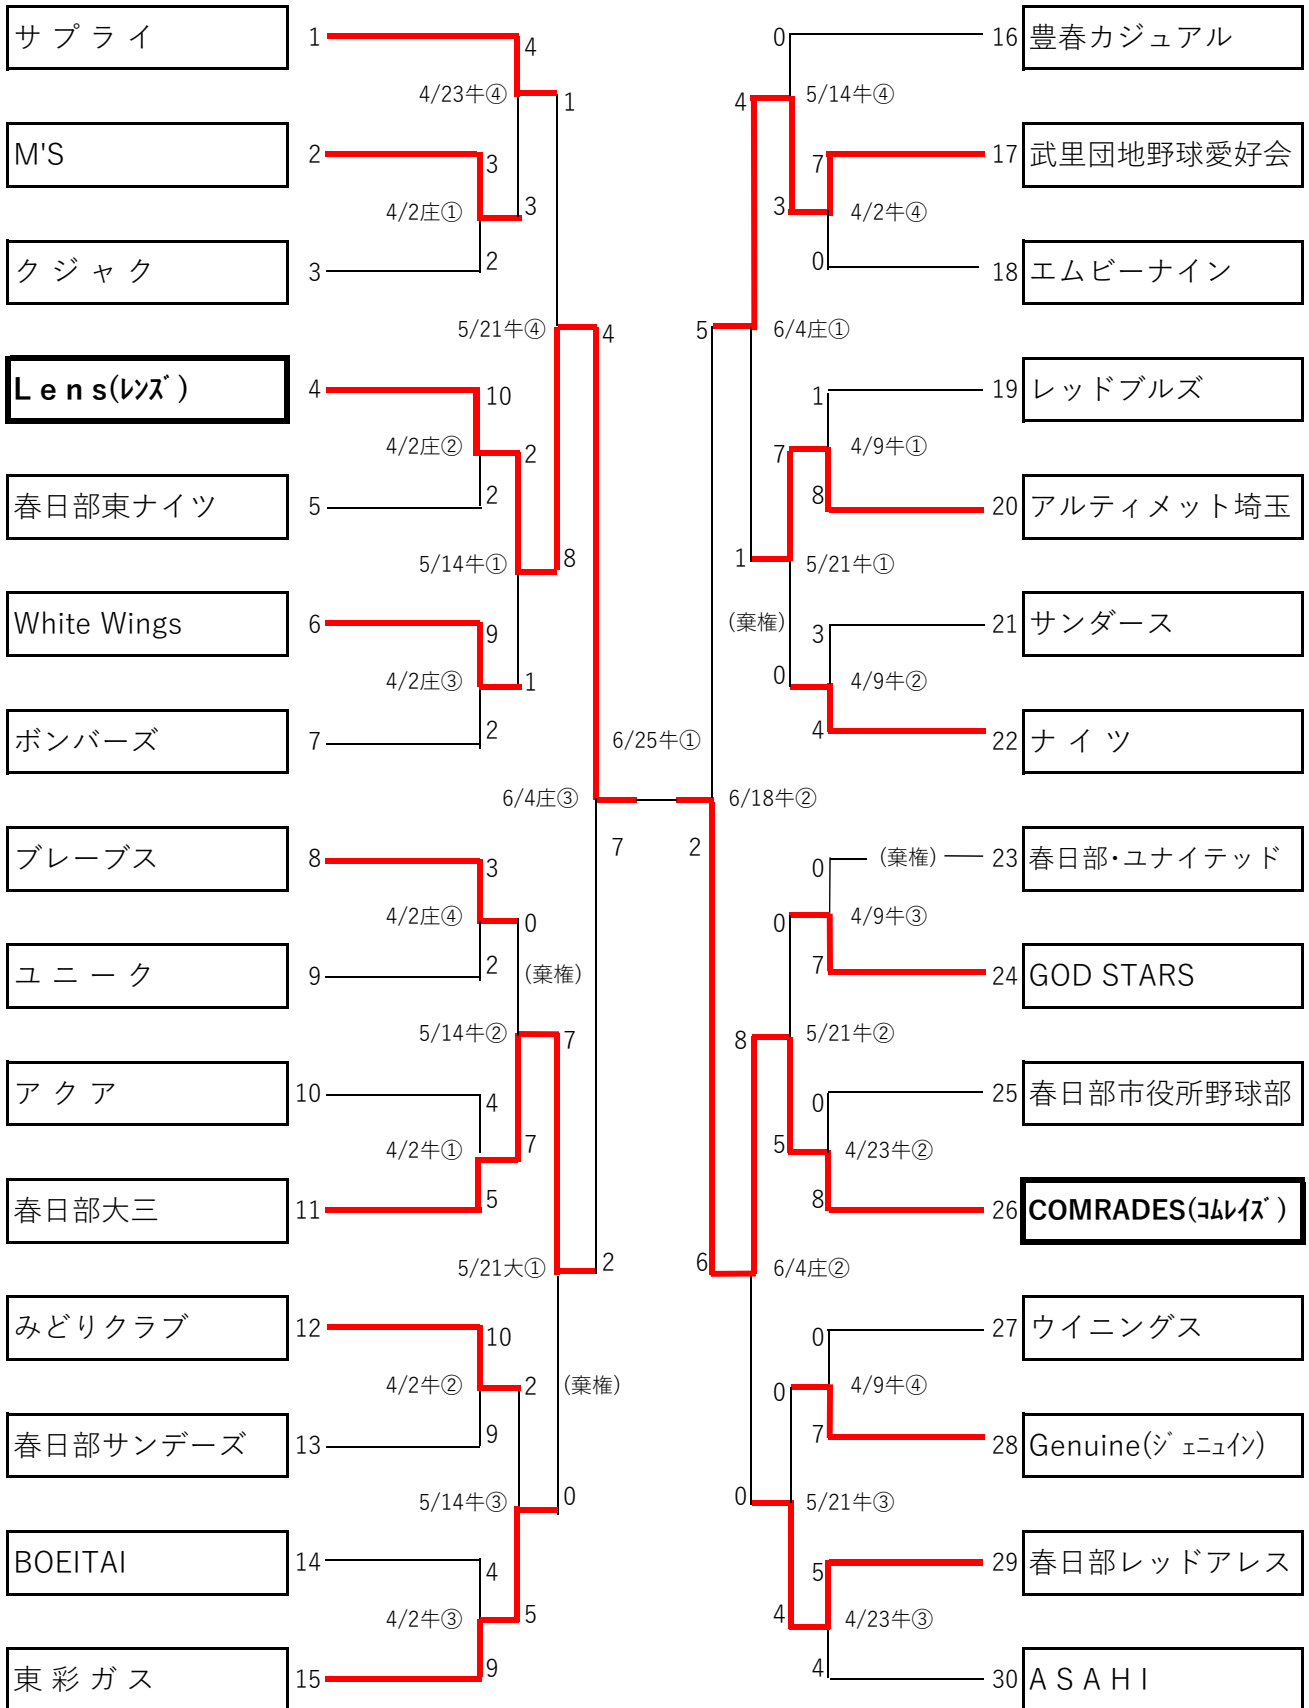 サプライ 1
4
4/23牛④
1
M'S 2
3
4/2庄①
3
クジャク 3
2
5/21牛④
4
Lens(ﾚﾝｽﾞ) 4
10
4/2庄②
2
春日部東ナイツ 5
2
5/14牛①
8
White Wings 6
9
4/2庄③
1
ボンバーズ 7
2
6/25牛①
6/4庄③
7
2
ブレーブス 8
3
4/2庄④
0
ユニーク 9
2
(棄権)
5/14牛②
7
アクア 10
4
4/2牛①
7
春日部大三 11
5
5/21大①
2
みどりクラブ 12
10
4/2牛②
2
(棄権)
春日部サンデーズ 13
9
5/14牛③
0
BOEITAI 14
4
4/2牛③
5
東彩ガス 15
9
0
16 豊春カジュアル
4
5/14牛④
7
17 武里団地野球愛好会
3
4/2牛④
0
18 エムビーナイン
5
6/4庄①
1
19 レッドブルズ
7
4/9牛①
8
20 アルティメット埼玉
1
5/21牛①
(棄権)
3
21 サンダース
0
4/9牛②
4
22 ナイツ
6/18牛②
0
(棄権)
23 春日部・ユナイテッド
0
4/9牛③
7
24 GOD STARS
8
5/21牛②
0
25 春日部市役所野球部
5
4/23牛②
8
26 COMRADES(ｺﾑﾚｲｽﾞ)
6
6/4庄②
0
27 ウイニングス
0
4/9牛④
7
28 Genuine(ｼﾞｪﾆｭｲﾝ)
0
5/21牛③
5
29 春日部レッドアレス
4
4/23牛③
4
30 ASAHI